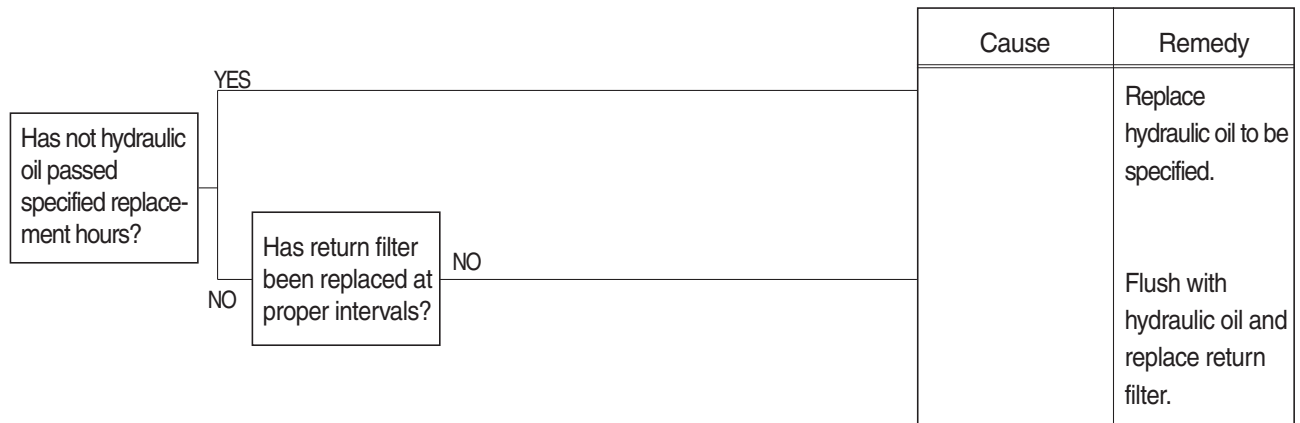 Cause
Remedy
YES
Replace
hydraulic oil to be
specified.
Has not hydraulic
oil passed
specified replace-
ment hours?
Has return filter
been replaced at
proper intervals?
NO
NO
Flush with
hydraulic oil and
replace return
filter.